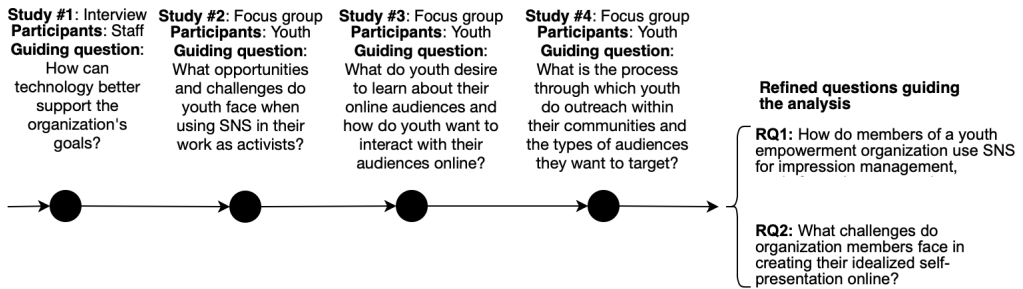 Study #1: Interview
Participants: Staff
Guiding question:
How can
technology better
support the
organization's
goals?
Study #2: Focus group
Participants: Youth
Guiding question:
What opportunities
and challenges do
youth face when
using SNS in their
work as activists?
Study #3: Focus group
Participants: Youth
Guiding question:
What do youth desire
to learn about their
online audiences and
how do youth want to
interact with their
audiences online?
Study #4: Focus group
Participants: Youth
Guiding question:
What is the process
through which youth
do outreach within
their communities and
the types of audiences
they want to target?
Refined questions guiding
the analysis
RQ1: How do members of a youth
empowerment organization use SNS
for impression management,
RQ2: What challenges do
organization members face in
creating their idealized self-
presentation online?